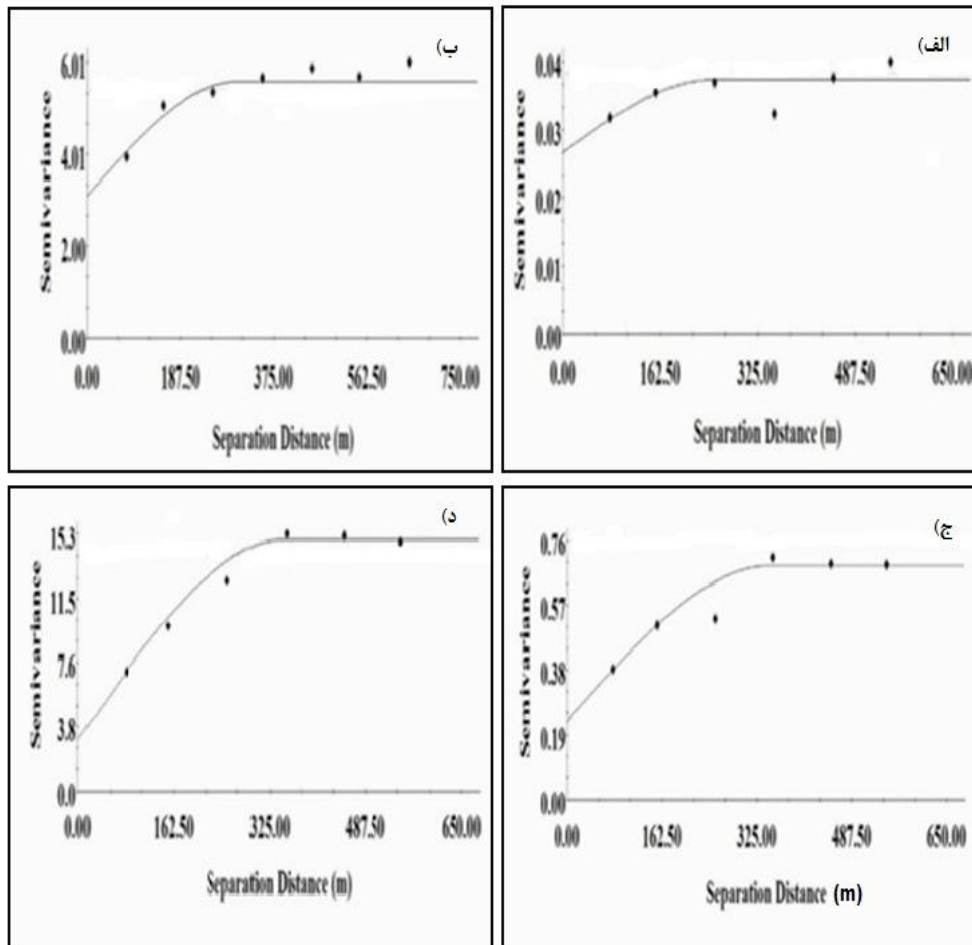 الف)
0.04
0.03
0.02
0.01
0.00
Semivariance
0.00 162.50 325.00 487.50 650.00
Separation Distance (m)
ب)
6.01
4.01
2.00
0.00
Semivariance
0.00 187.50 375.00 562.50 750.00
Separation Distance (m)
ج)
0.76
0.57
0.38
0.19
0.00
Semivariance
0.00 162.50 325.00 487.50 650.00
Separation Distance (m)
د)
15.3
11.5
7.6
3.8
0.0
Semivariance
0.00 162.50 325.00 487.50 650.00
Separation Distance (m)